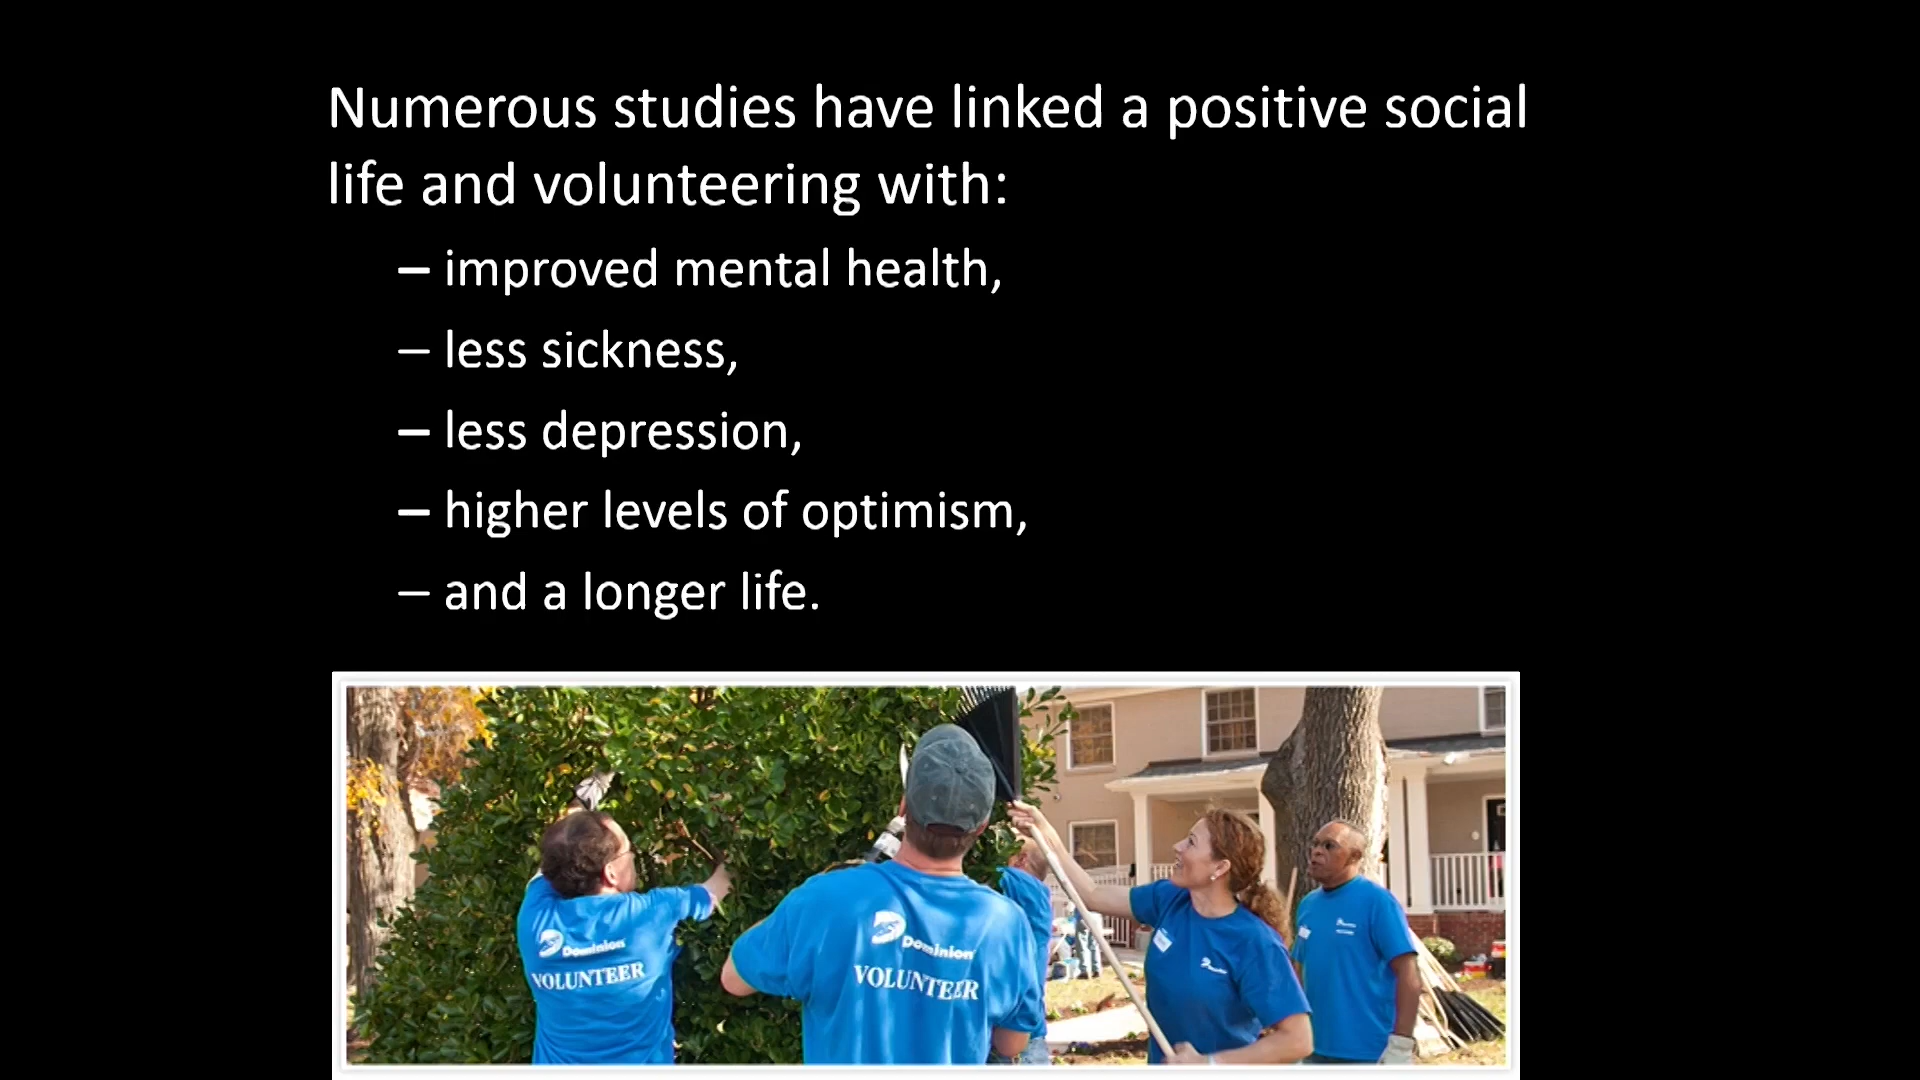 Numerous studies have linked a positive social
life and volunteering with:
– improved mental health,
– less sickness,
– less depression,
– higher levels of optimism,
– and a longer life.
Dominion
VOLUNTEER
Dominion
VOLUNTEER